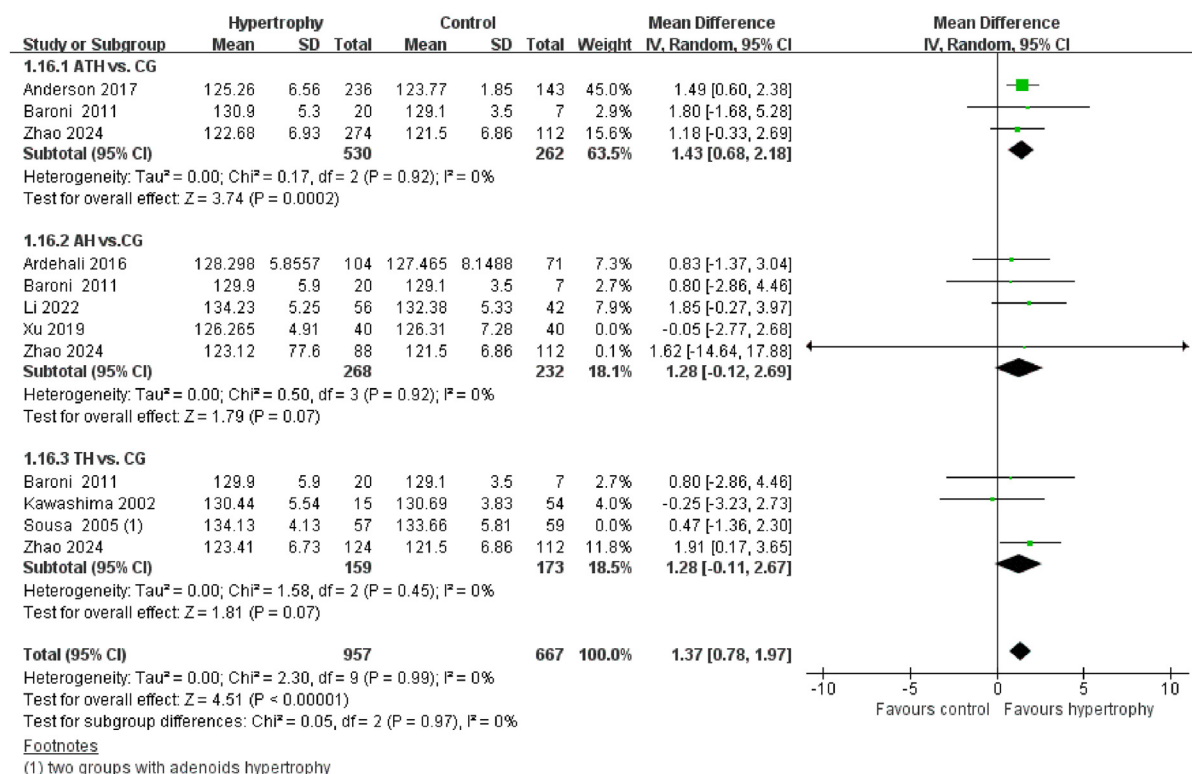 Hypertrophy Control Mean Difference Mean Difference
Study or Subgroup Mean SD Total Mean SD Total Weight IV, Random, 95% CI IV, Random, 95% CI
1.16.1 ATH vs. CG
Anderson 2017 125.26 6.56 236 123.77 1.85 143 45.0% 1.49 [0.60, 2.38]
Baroni 2011 130.9 5.3 20 129.1 3.5 7 2.9% 1.80 [-1.68, 5.28]
Zhao 2024 122.68 6.93 274 121.5 6.86 112 15.6% 1.18 [-0.33, 2.69]
Subtotal (95% CI) 530 262 63.5% 1.43 [0.68, 2.18]
Heterogeneity: Tau² = 0.00; Chi² = 0.17, df = 2 (P = 0.92); I² = 0%
Test for overall effect: Z = 3.74 (P = 0.0002)
1.16.2 AH vs.CG
Ardehali 2016 128.298 5.8557 104 127.465 8.1488 71 7.3% 0.83 [-1.37, 3.04]
Baroni 2011 129.9 5.9 20 129.1 3.5 7 2.7% 0.80 [-2.86, 4.46]
Li 2022 134.23 5.25 56 132.38 5.33 42 7.9% 1.85 [-0.27, 3.97]
Xu 2019 126.265 4.91 40 126.31 7.28 40 0.0% -0.05 [-2.77, 2.68]
Zhao 2024 123.12 77.6 88 121.5 6.86 112 0.1% 1.62 [-14.64, 17.88]
Subtotal (95% CI) 268 232 18.1% 1.28 [-0.12, 2.69]
Heterogeneity: Tau² = 0.00; Chi² = 0.50, df = 3 (P = 0.92); I² = 0%
Test for overall effect: Z = 1.79 (P = 0.07)
1.16.3 TH vs. CG
Baroni 2011 129.9 5.9 20 129.1 3.5 7 2.7% 0.80 [-2.86, 4.46]
Kawashima 2002 130.44 5.54 15 130.69 3.83 54 4.0% -0.25 [-3.23, 2.73]
Sousa 2005 (1) 134.13 4.13 57 133.66 5.81 59 0.0% 0.47 [-1.36, 2.30]
Zhao 2024 123.41 6.73 124 121.5 6.86 112 11.8% 1.91 [0.17, 3.65]
Subtotal (95% CI) 159 173 18.5% 1.28 [-0.11, 2.67]
Heterogeneity: Tau² = 0.00; Chi² = 1.58, df = 2 (P = 0.45); I² = 0%
Test for overall effect: Z = 1.81 (P = 0.07)
Total (95% CI) 957 667 100.0% 1.37 [0.78, 1.97]
Heterogeneity: Tau² = 0.00; Chi² = 2.30, df = 9 (P = 0.99); I² = 0%
-10 -5 0 5 10
Test for overall effect: Z = 4.51 (P < 0.00001)
Favours control Favours hypertrophy
Test for subgroup differences: Chi² = 0.05, df = 2 (P = 0.97), I² = 0%
Footnotes
(1) two groups with adenoids hypertrophy